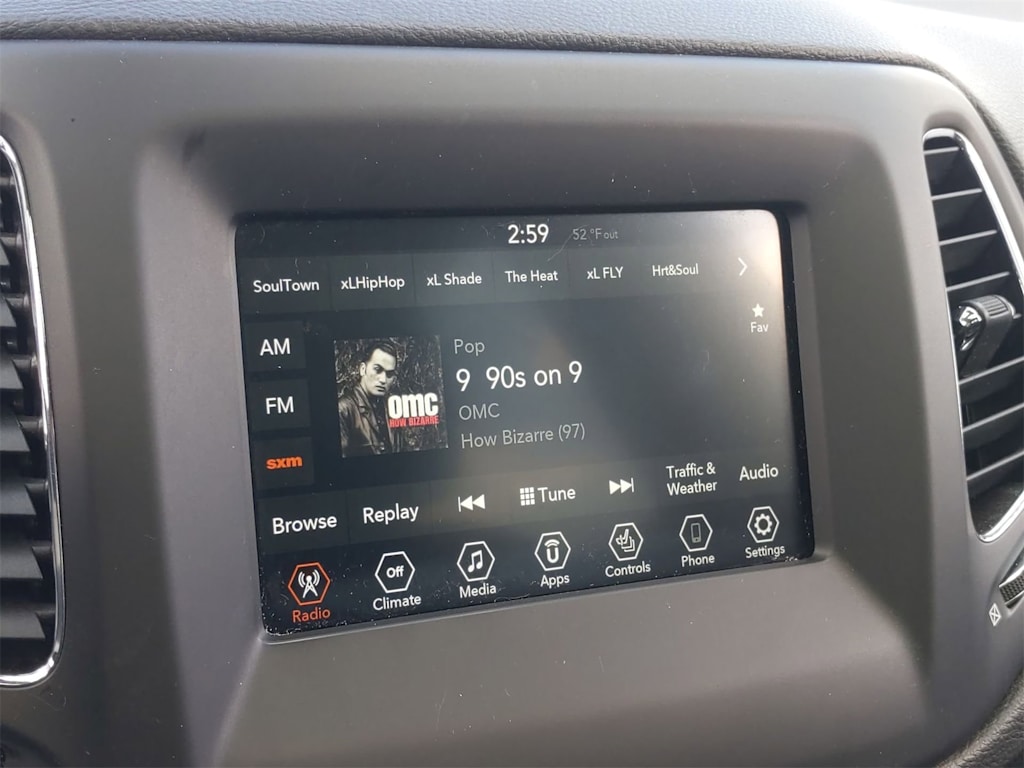 2:59 52 °F out
SoulTown xLHipHop xL Shade The Heat xL FLY Hrt&Soul
Fav
AM
FM
sxm
omc
HOW BIZARRE
Pop
9 90s on 9
OMC
How Bizarre (97)
Browse Replay Tune Traffic & Weather Audio
Radio Off Climate Media Apps Controls Phone Settings